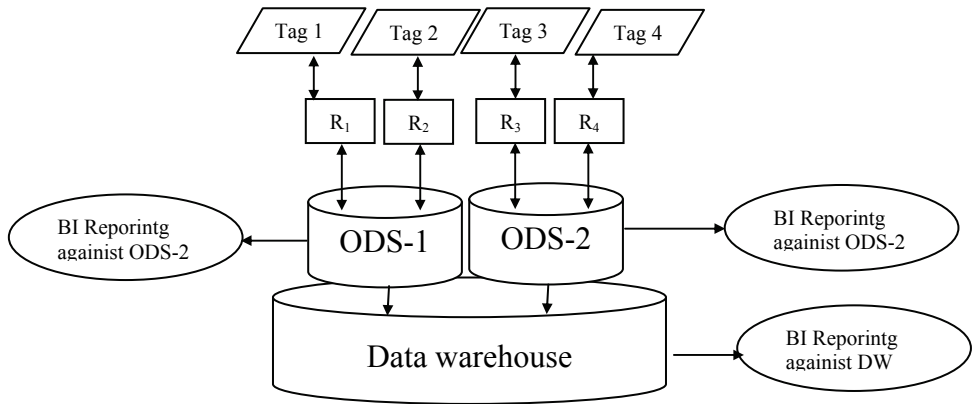 Tag 1
Tag 2
Tag 3
Tag 4
R₁
R₂
R₃
R₄
BI Reporintg
againist ODS-2
ODS-1
ODS-2
BI Reporintg
againist ODS-2
Data warehouse
BI Reporintg
againist DW